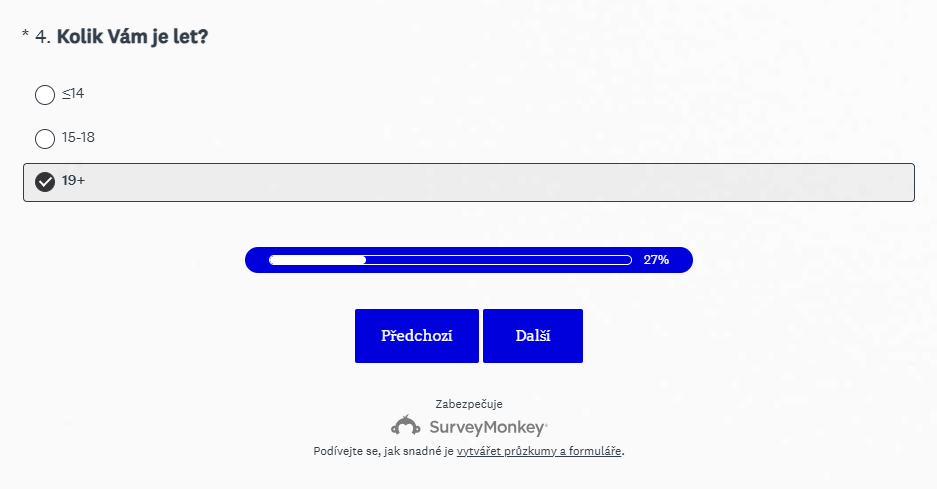 * 4. Kolik Vám je let?
≤14
15-18
19+
27%
Předchozí
Další
Zabezpečuje
SurveyMonkey
Podívejte se, jak snadné je vytvářet průzkumy a formuláře.